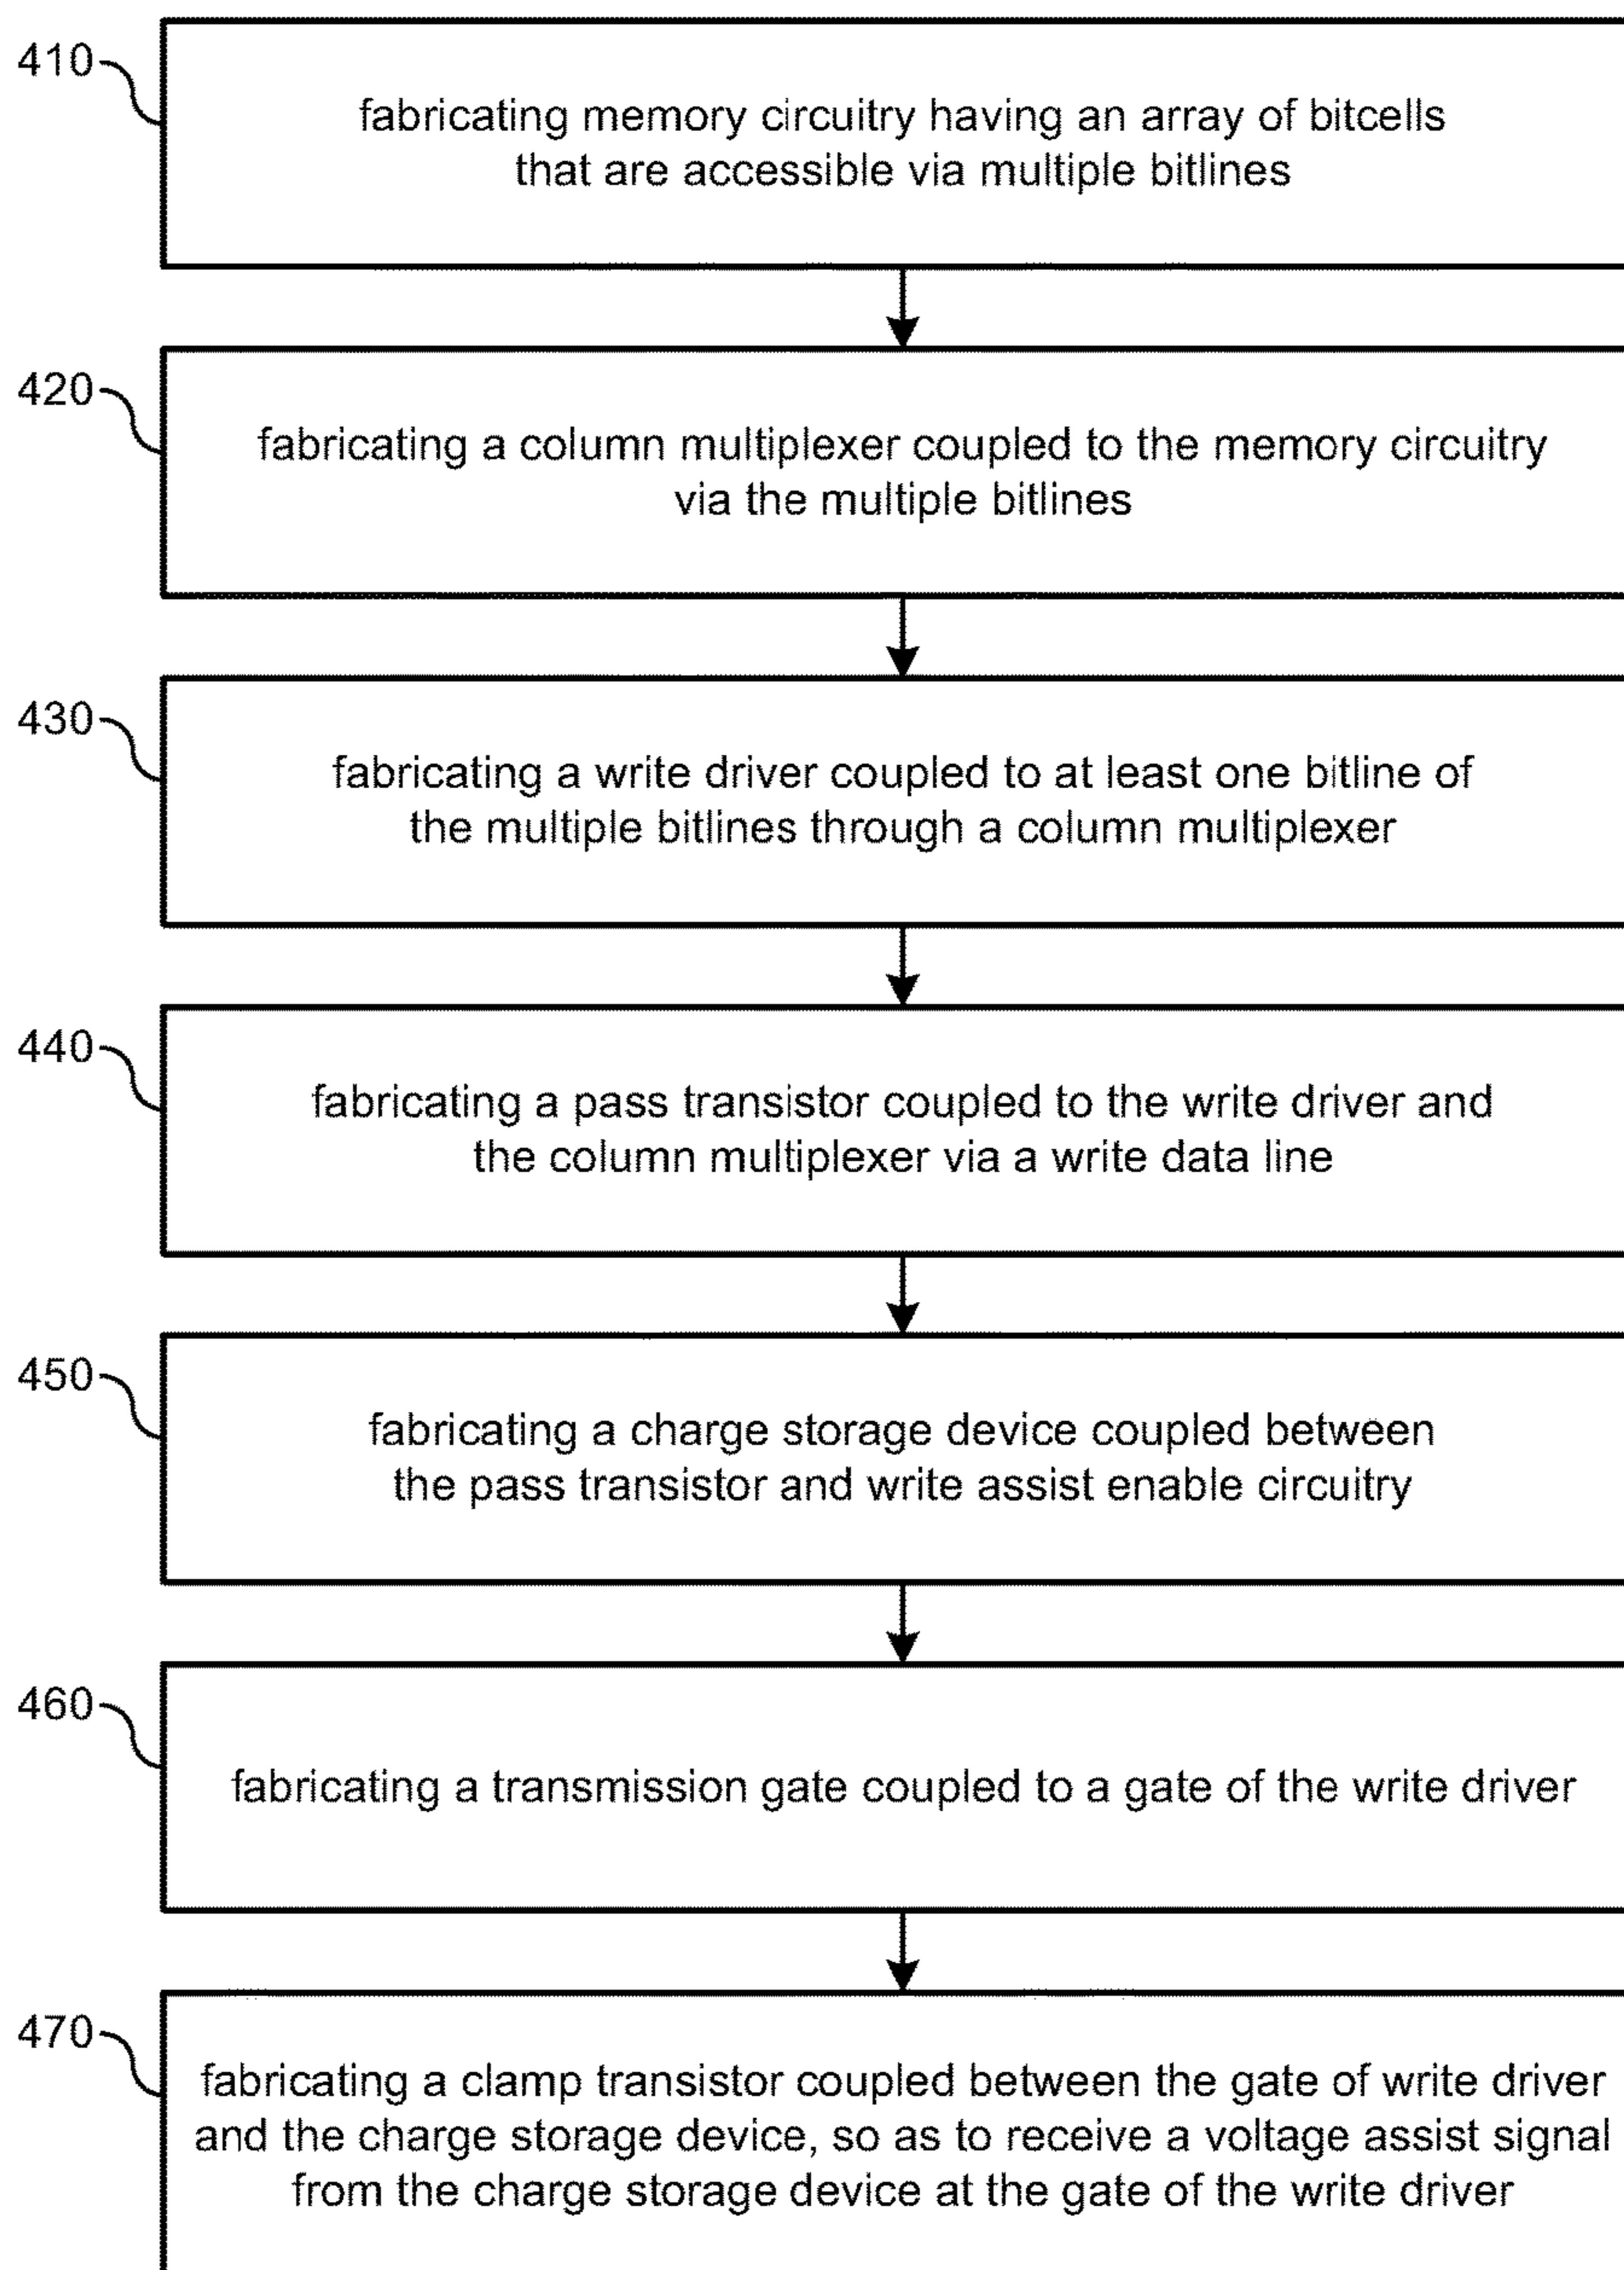 410
fabricating memory circuitry having an array of bitcells
that are accessible via multiple bitlines
420
fabricating a column multiplexer coupled to the memory circuitry
via the multiple bitlines
430
fabricating a write driver coupled to at least one bitline of
the multiple bitlines through a column multiplexer
440
fabricating a pass transistor coupled to the write driver and
the column multiplexer via a write data line
450
fabricating a charge storage device coupled between
the pass transistor and write assist enable circuitry
460
fabricating a transmission gate coupled to a gate of the write driver
470
fabricating a clamp transistor coupled between the gate of write driver
and the charge storage device, so as to receive a voltage assist signal
from the charge storage device at the gate of the write driver